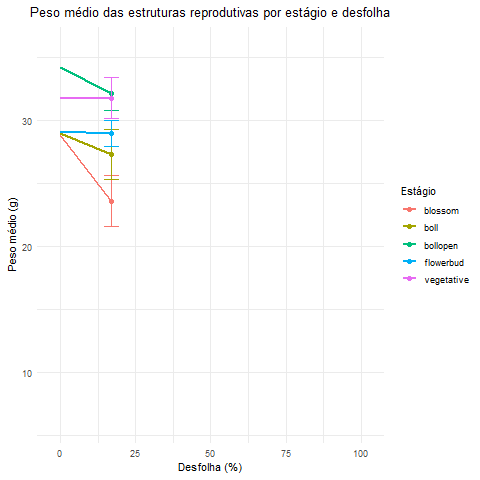 Peso médio das estruturas reprodutivas por estágio e desfolha
Peso médio (g)
30
20
10
0
25
50
75
100
Desfolha (%)
Estágio
blossom
boll
bollopen
flowerbud
vegetative